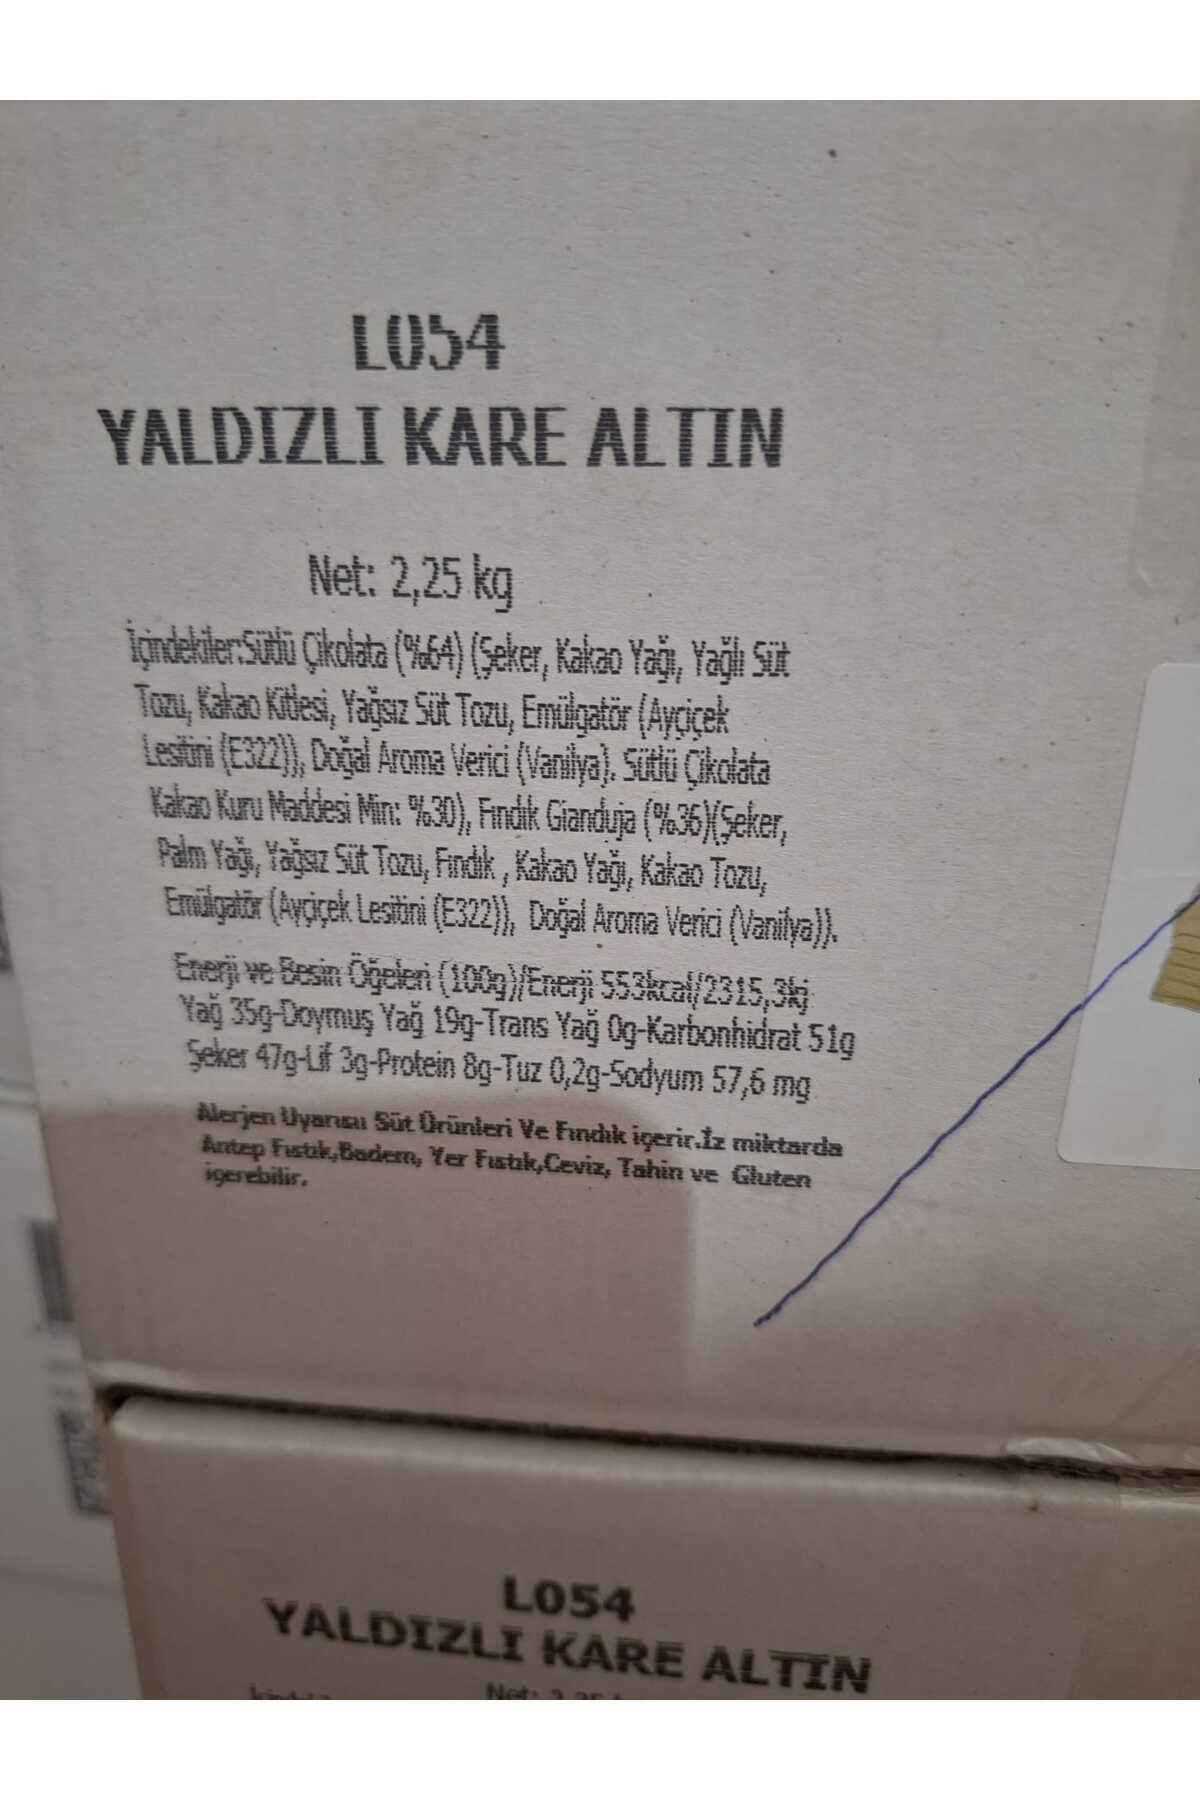 L054
YALDIZLI KARE ALTIN
Net: 2,25 kg
İçindekiler:Sütlü Çikolata (%64) (Şeker, Kakao Yağı, Yağlı Süt
Tozu, Kakao Kitlesi, Yağsız Süt Tozu, Emülgatör (Ayçiçek
Lesitini (E322)), Doğal Aroma Verici (Vanilya). Sütlü Çikolata
Kakao Kuru Maddesi Min: %30), Fındık Gianduja (%36)(Şeker,
Palm Yağı, Yağsız Süt Tozu, Fındık , Kakao Yağı, Kakao Tozu,
Emülgatör (Ayçiçek Lesitini (E322)), Doğal Aroma Verici (Vanilya)).
Enerji ve Besin Öğeleri (100g)/Enerji 553kcal/2315,3kj
Yağ 35g-Doymuş Yağ 19g-Trans Yağ 0g-Karbonhidrat 51g
Şeker 47g-Lif 3g-Protein 8g-Tuz 0,2g-Sodyum 57,6 mg
Alerjen Uyarısıı Süt Ürünleri Ve Fındık içerir.İz miktarda
Antep Fıstık,Badem, Yer Fıstık,Ceviz, Tahin ve Gluten
içerebilir.
L054
YALDIZLI KARE ALTIN
Net: 2,25